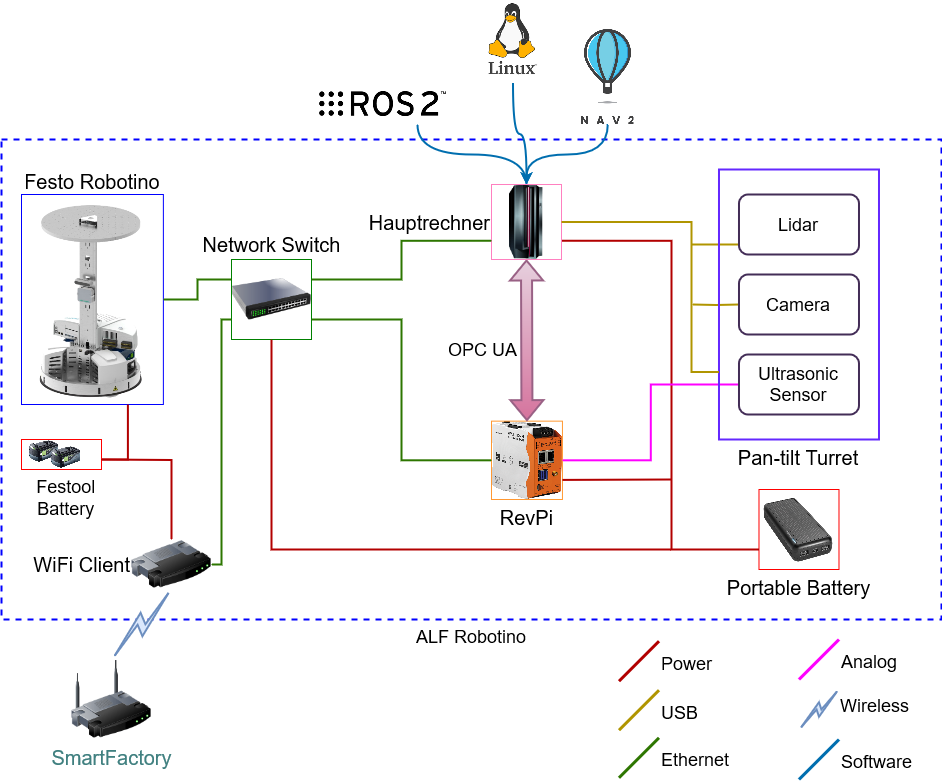 Linux
ROS 2™
NAV2
Festo Robotino
Hauptrechner
Network Switch
Lidar
Camera
OPC UA
Ultrasonic
Sensor
Pan-tilt Turret
Festool
Battery
RevPi
WiFi Client
Portable Battery
ALF Robotino
Power
Analog
USB
Wireless
Ethernet
Software
SmartFactory